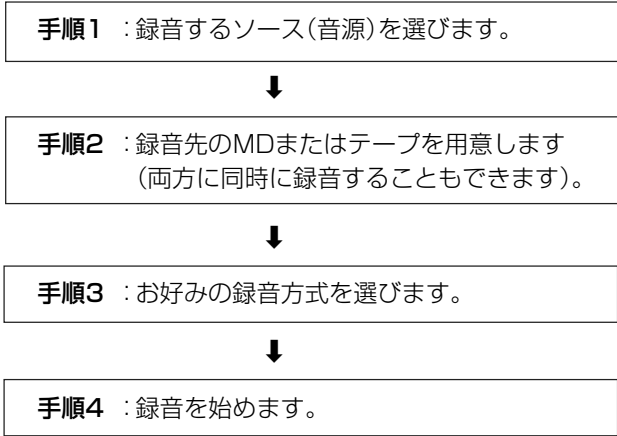 手順1 ：録音するソース(音源)を選びます。
⬇
手順2 ：録音先のMDまたはテープを用意します
(両方に同時に録音することもできます)。
⬇
手順3 ：お好みの録音方式を選びます。
⬇
手順4 ：録音を始めます。